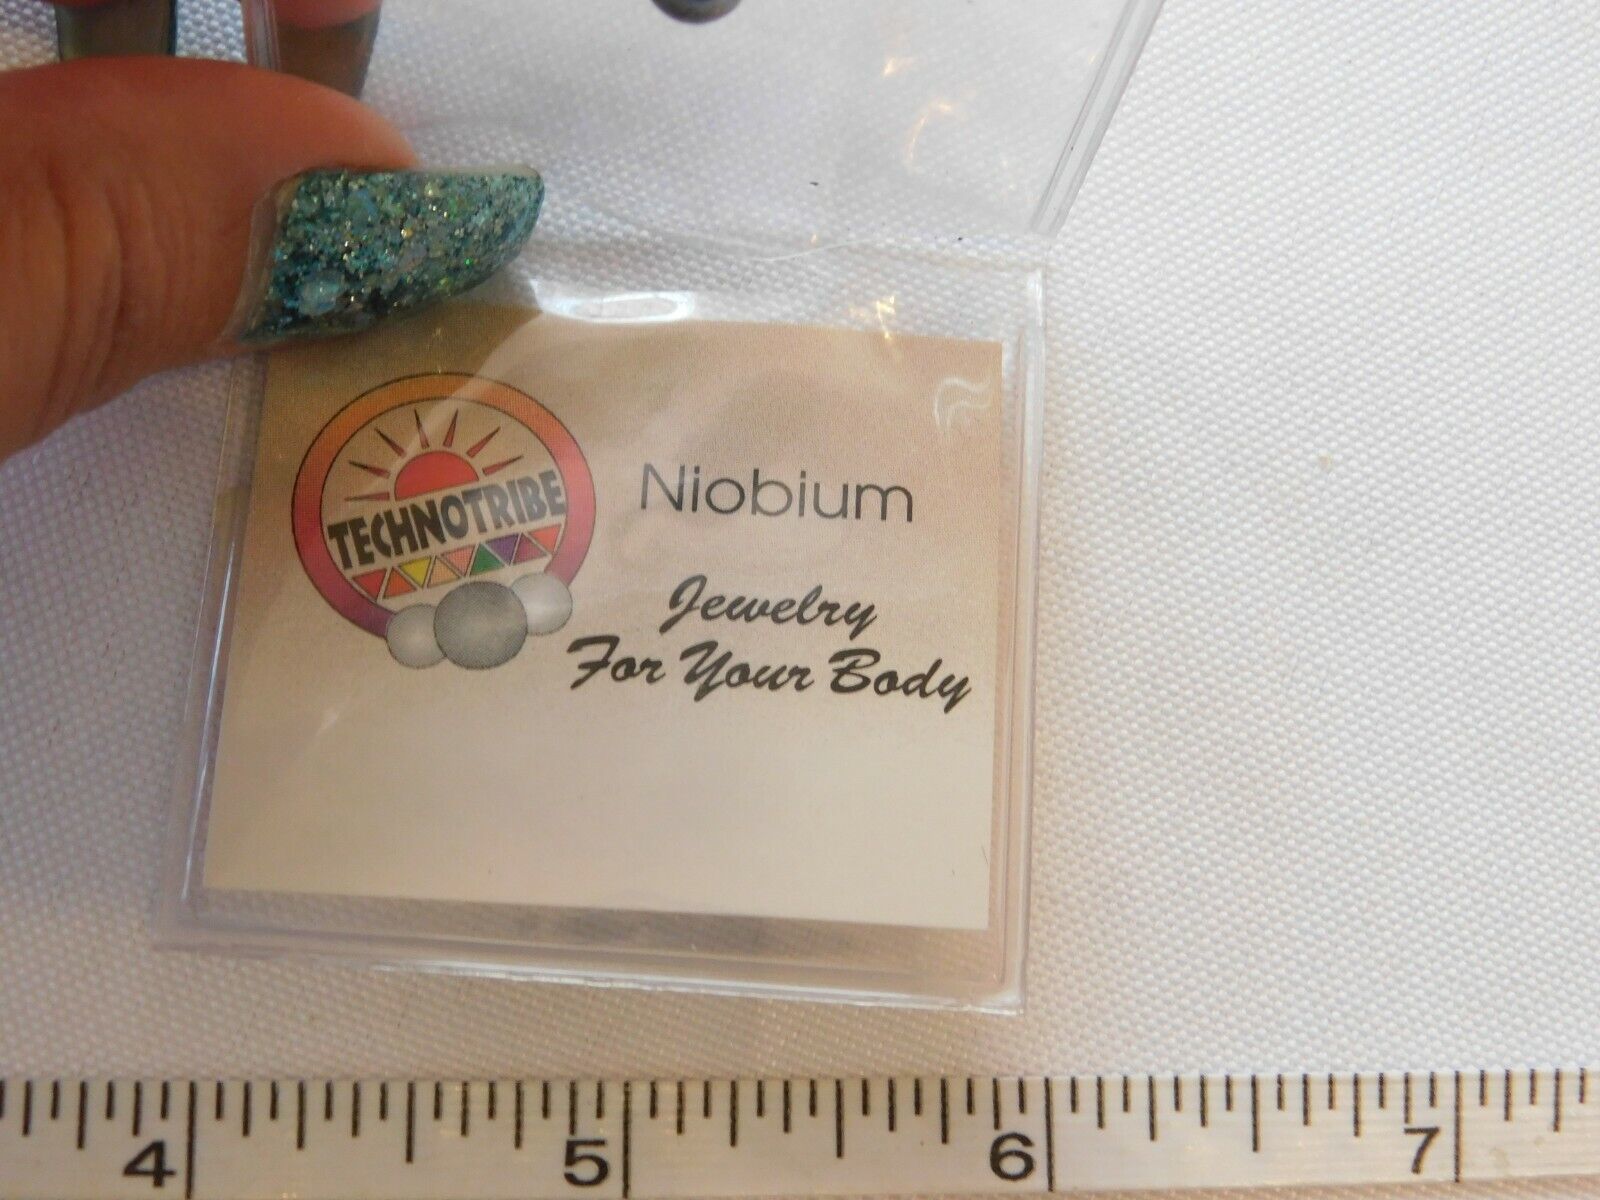 TECHNOTRIBE
Niobium
Jewelry
For Your Body
4 5 6 7